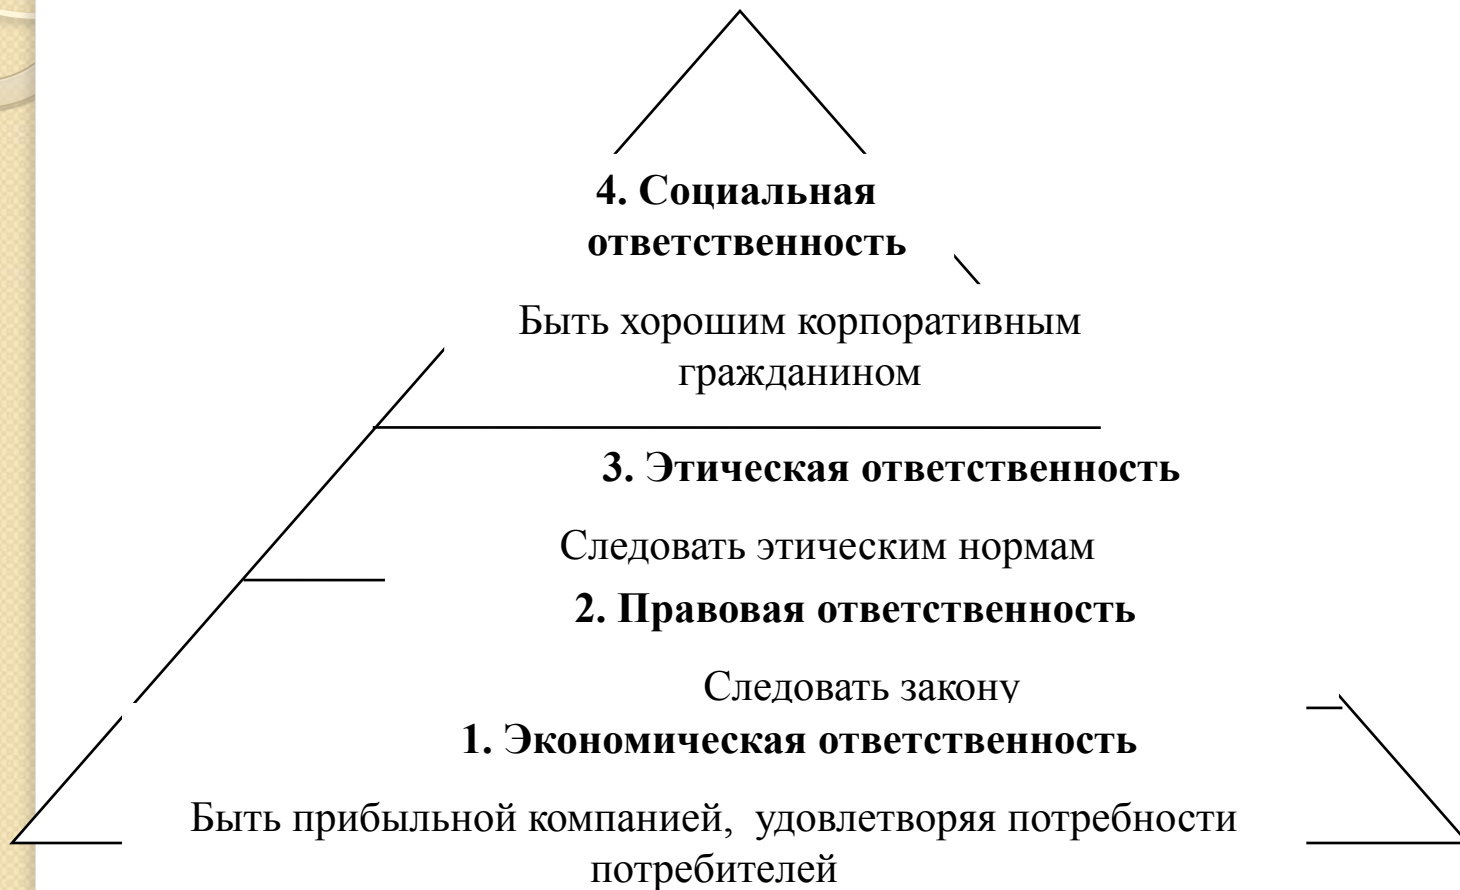 4. Социальная
ответственность
Быть хорошим корпоративным
гражданином
3. Этическая ответственность
Следовать этическим нормам
2. Правовая ответственность
Следовать закону
1. Экономическая ответственность
Быть прибыльной компанией, удовлетворяя потребности
потребителей